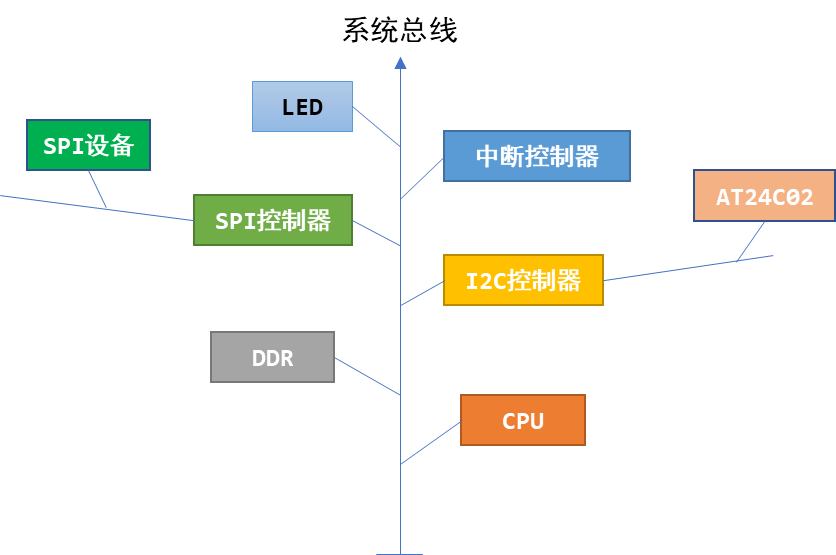 系统总线
LED
SPI设备
中断控制器
AT24C02
SPI控制器
I2C控制器
DDR
CPU